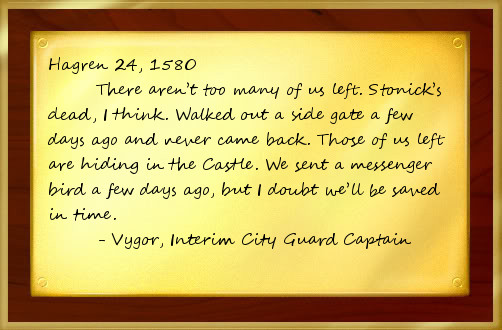 Hagren 24, 1580
There aren't too many of us left. Stonick's
dead, I think. Walked out a side gate a few
days ago and never came back. Those of us left
are hiding in the Castle. We sent a messenger
bird a few days ago, but I doubt we'll be saved
in time.
- Vygor, Interim City Guard Captain